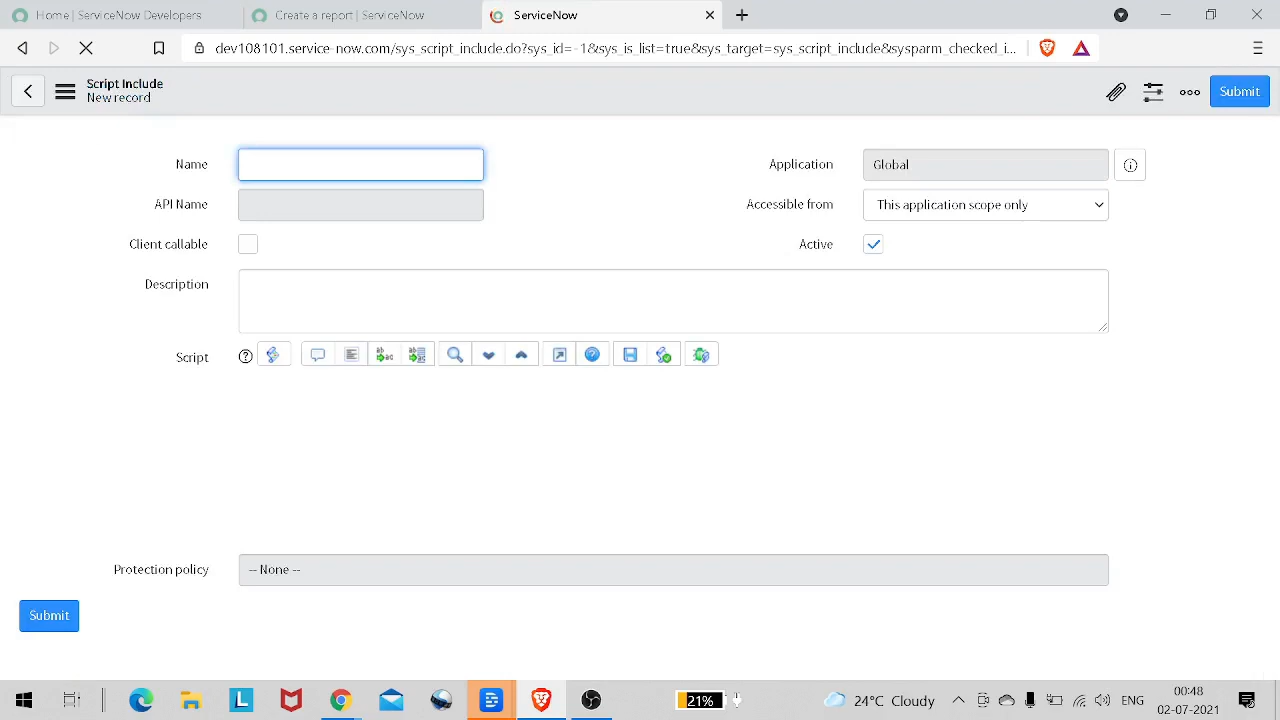 Home | ServiceNow Developers
Create a report | ServiceNow
ServiceNow
dev108101.service-now.com/sys_script_include.do?sys_id=-1&sys_is_list=true&sys_target=sys_script_include&sysparm_checked_i...
Script Include
New record
Submit
Name
Application
Global
API Name
Accessible from
This application scope only
Client callable
Active
Description
Script
Protection policy
-- None --
Submit
21%
24°C Cloudy
ENG
00:48
02-07-2021